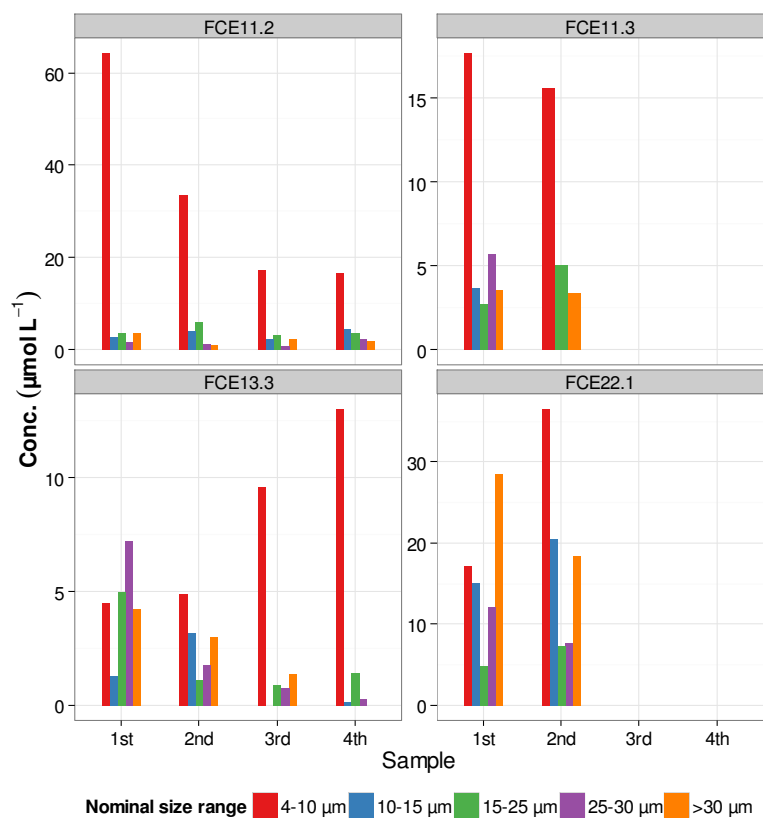 FCE11.2
FCE11.3
60
40
20
0
15
10
5
0
FCE13.3
FCE22.1
10
5
0
30
20
10
0
1st 2nd 3rd 4th
1st 2nd 3rd 4th
Conc. (μmol L⁻¹)
Sample
Nominal size range 4-10 μm 10-15 μm 15-25 μm 25-30 μm >30 μm